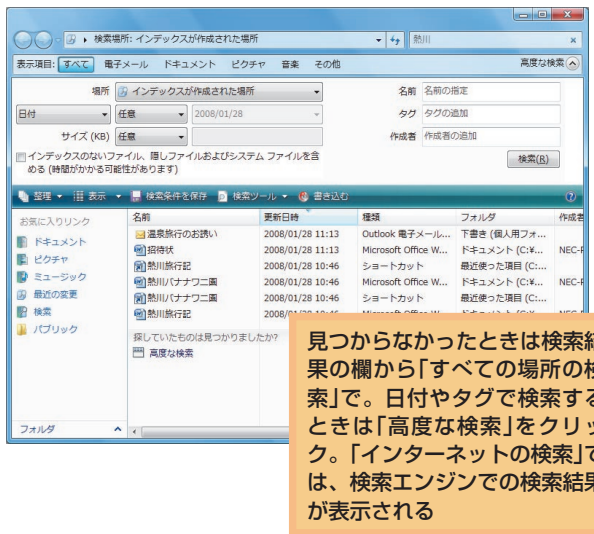 検索場所: インデックスが作成された場所
熱川
表示項目: すべて 電子メール ドキュメント ピクチャ 音楽 その他 高度な検索
場所 インデックスが作成された場所 名前 名前の指定
日付 任意 2008/01/28 タグ タグの追加
サイズ (KB) 任意 作成者 作成者の追加
インデックスのないファイル、隠しファイルおよびシステム ファイルを含
める (時間がかかる可能性があります)
検索(R)
整理 表示 検索条件を保存 検索ツール 書き込む
お気に入りリンク
ドキュメント
ピクチャ
ミュージック
最近の変更
検索
パブリック
フォルダ
名前 更新日時 種類 フォルダ 作成者
温泉旅行のお誘い 2008/01/28 11:13 Outlook 電子メール... 下書き (個人用フォ...
招待状 2008/01/28 11:13 Microsoft Office W... ドキュメント (C:¥... NEC-
熱川旅行記 2008/01/28 10:46 ショートカット 最近使った項目 (C:...
熱川バナナワニ園 2008/01/28 10:46 Microsoft Office W... ドキュメント (C:¥... NEC-
熱川バナナワニ園 2008/01/28 10:46 ショートカット 最近使った項目 (C:...
熱川旅行記
探していたものは見つかりましたか?
高度な検索
見つからなかったときは検索結
果の欄から「すべての場所の検
索」で。日付やタグで検索する
ときは「高度な検索」をクリッ
ク。「インターネットの検索」で
は、検索エンジンでの検索結果
が表示される